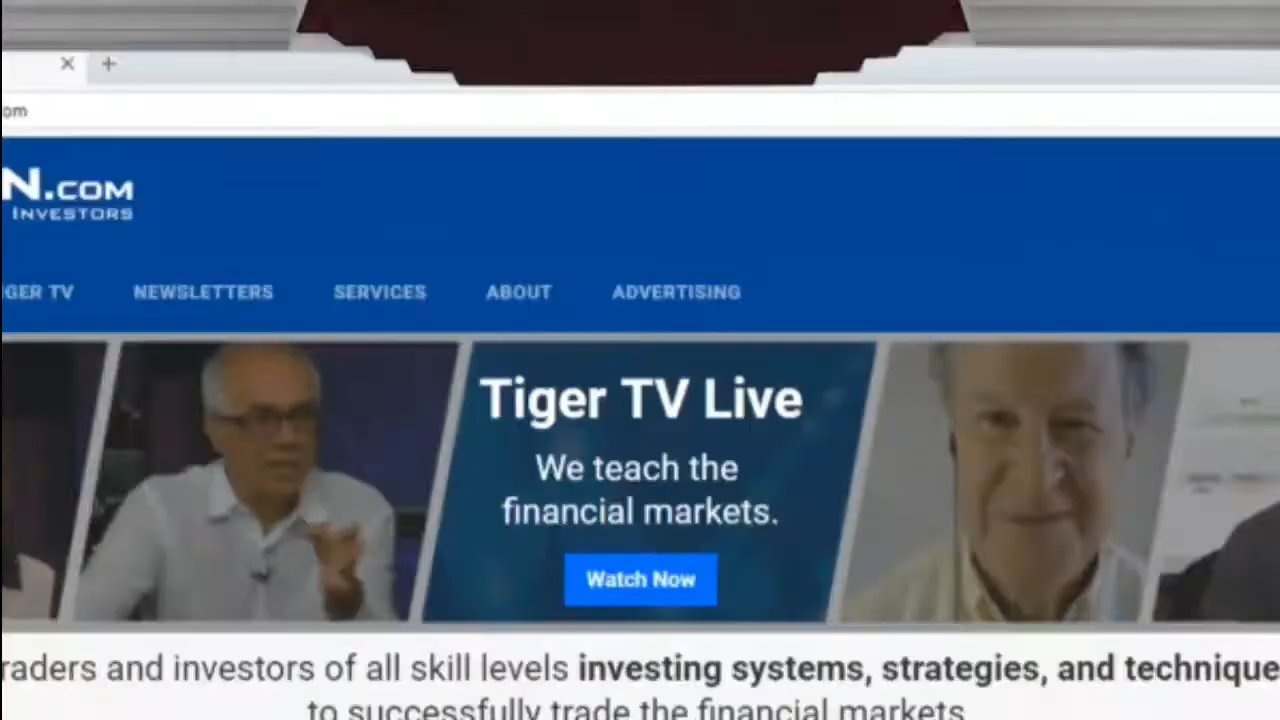 om
N.COM
INVESTORS
IGER TV NEWSLETTERS SERVICES ABOUT ADVERTISING
Tiger TV Live
We teach the
financial markets.
Watch Now
raders and investors of all skill levels investing systems, strategies, and technique
to successfully trade the financial markets